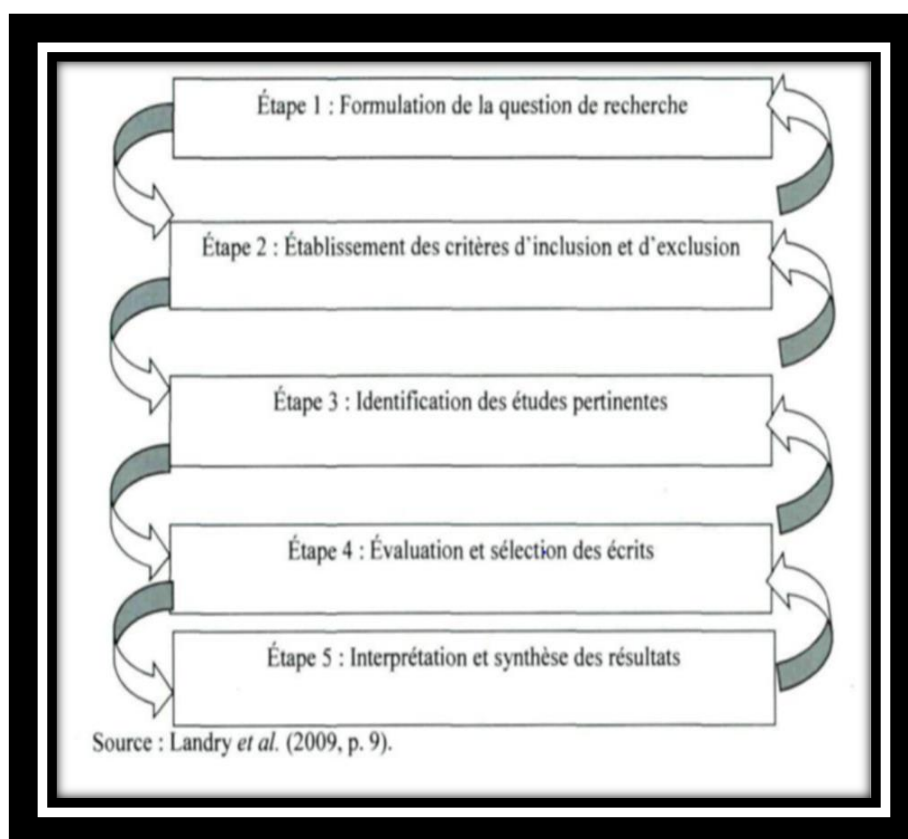 Étape 1 : Formulation de la question de recherche
Étape 2 : Établissement des critères d'inclusion et d'exclusion
Étape 3 : Identification des études pertinentes
Étape 4 : Évaluation et sélection des écrits
Étape 5 : Interprétation et synthèse des résultats
Source : Landry et al. (2009, p. 9).